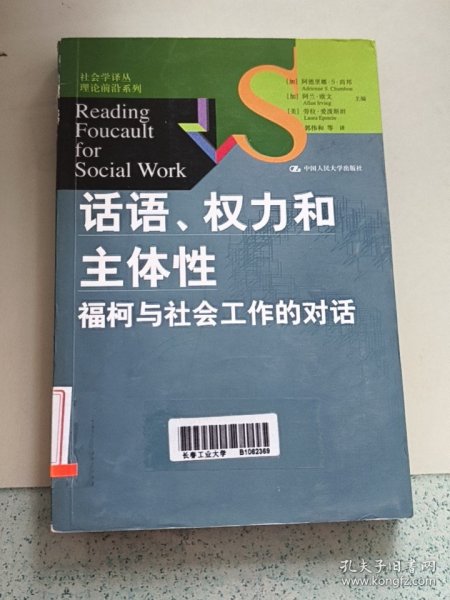 社会学译丛
理论前沿系列
Reading
Foucault
for
Social Work
[加] 阿德里娜·S·尚邦
Adrienne S. Chambon
[加] 阿兰·欧文
Allan Irving
[美] 劳拉·爱泼斯坦
Laura Epstein
主编
郭伟和 等 译
中国人民大学出版社
话语、权力和
主体性
福柯与社会工作的对话
长春工业大学 B1082369
孔夫子旧书网
www.kongfz.com